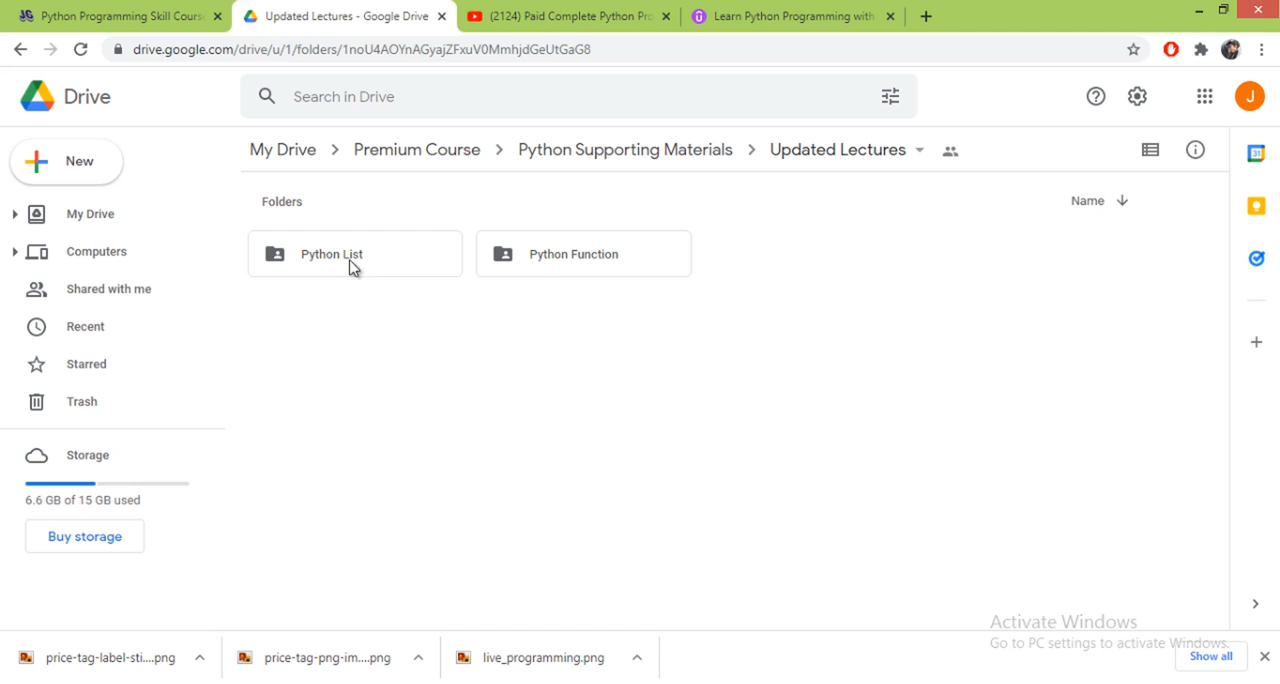 Python Programming Skill Cours
Updated Lectures - Google Drive
(2124) Paid Complete Python Pro
Learn Python Programming with
drive.google.com/drive/u/1/folders/1noU4AOYnAGyajZFxuV0MmhjdGeUtGaG8
Drive
Search in Drive
J
New
My Drive > Premium Course > Python Supporting Materials > Updated Lectures
My Drive
Computers
Shared with me
Recent
Starred
Trash
Storage
6.6 GB of 15 GB used
Buy storage
Folders
Name
Python List
Python Function
31
Activate Windows
Go to PC settings to activate Windows.
price-tag-label-sti....png
price-tag-png-im....png
live_programming.png
Show all